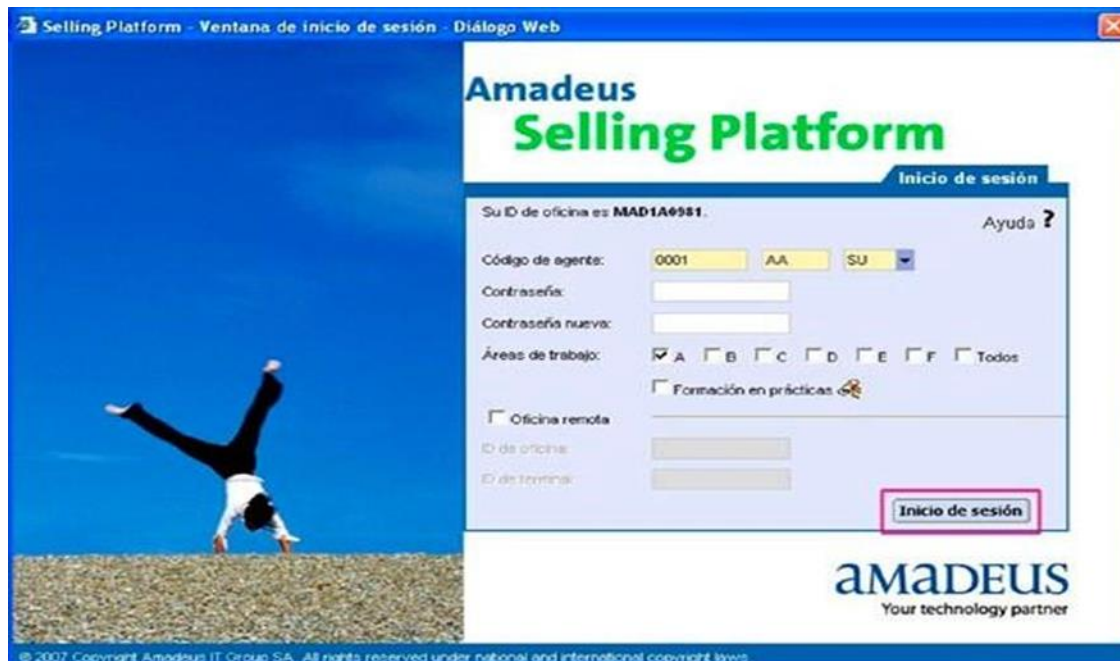 Selling Platform - Ventana de inicio de sesión - Diálogo Web
Amadeus
Selling Platform
Inicio de sesión
Su ID de oficina es MAD1A0981.
Ayuda ?
Código de agente: 0001 AA SU
Contraseña:
Contraseña nueva:
Áreas de trabajo: A B C D E F Todos
Formación en prácticas
Oficina remota
ID de oficina:
ID de terminal:
Inicio de sesión
aMaDEUS
Your technology partner
© 2007 Copyright Amadeus IT Group SA. All rights reserved under national and international copyright laws.